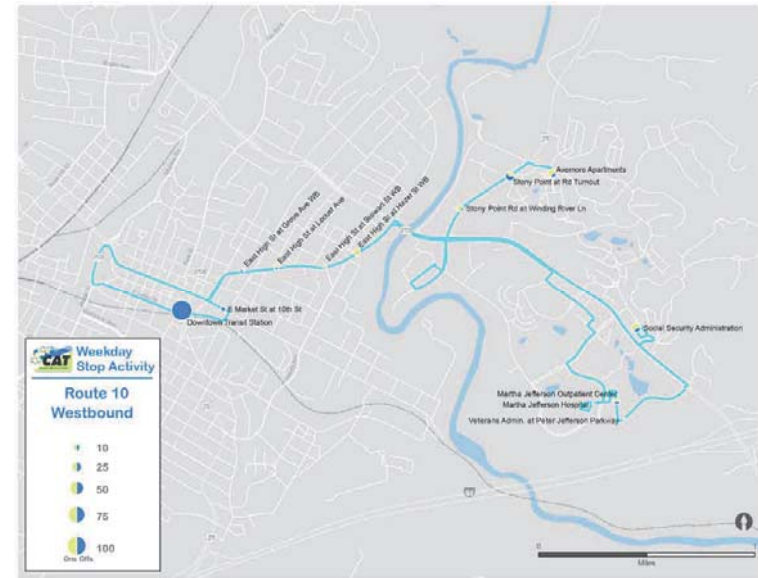 Avemore Apartments
Stony Point at Rd Turnout
Stony Point Rd at Winding River Ln
East High St at Grove Ave WB
East High St at Locust Ave
East High St at Stewart St WB
East High St at Hazel St WB
E Market St at 10th St
Downtown Transit Station
Social Security Administration
Martha Jefferson Outpatient Center
Martha Jefferson Hospital
Veterans Admin. at Peter Jefferson Parkway
CAT
Weekday
Stop Activity
Route 10
Westbound
10
25
50
75
100
Ons Offs
0
1
Miles